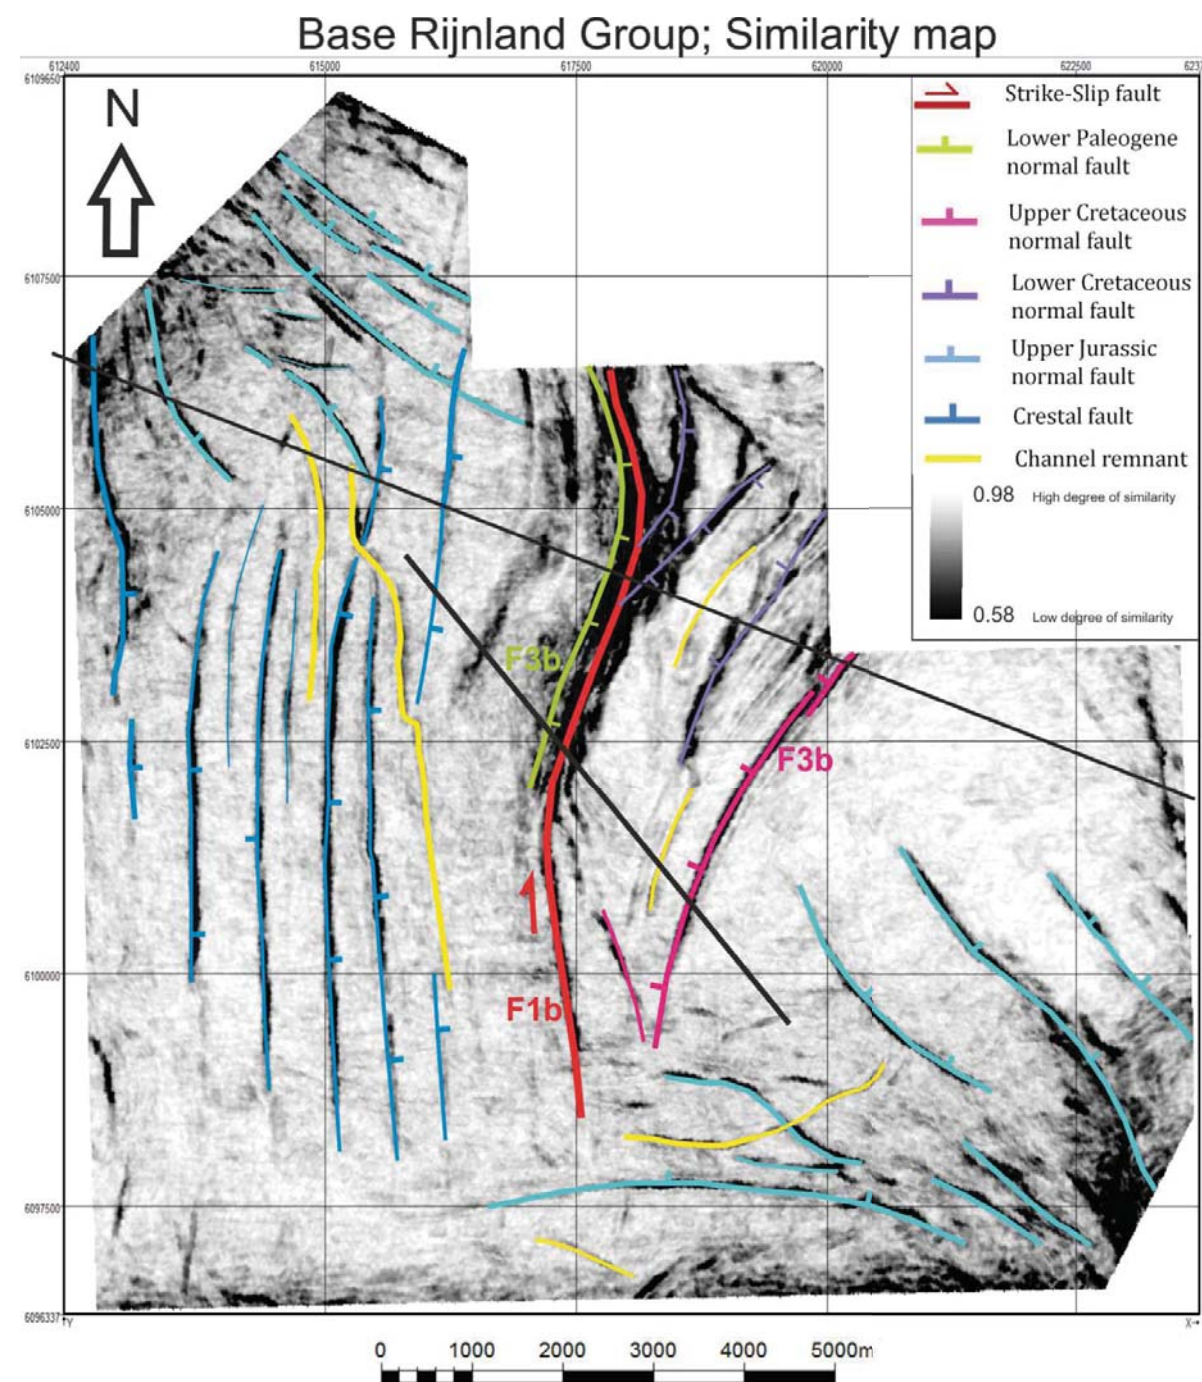 Base Rijnland Group; Similarity map
612400
615000
617500
620000
622500
6109650
N
Strike-Slip fault
Lower Paleogene
normal fault
Upper Cretaceous
normal fault
Lower Cretaceous
normal fault
Upper Jurassic
normal fault
Crestal fault
Channel remnant
0.98 High degree of similarity
0.58 Low degree of similarity
6107500
6105000
F3b
6102500
F3b
6100000
F1b
6097500
6096337
Y
X
0 1000 2000 3000 4000 5000m